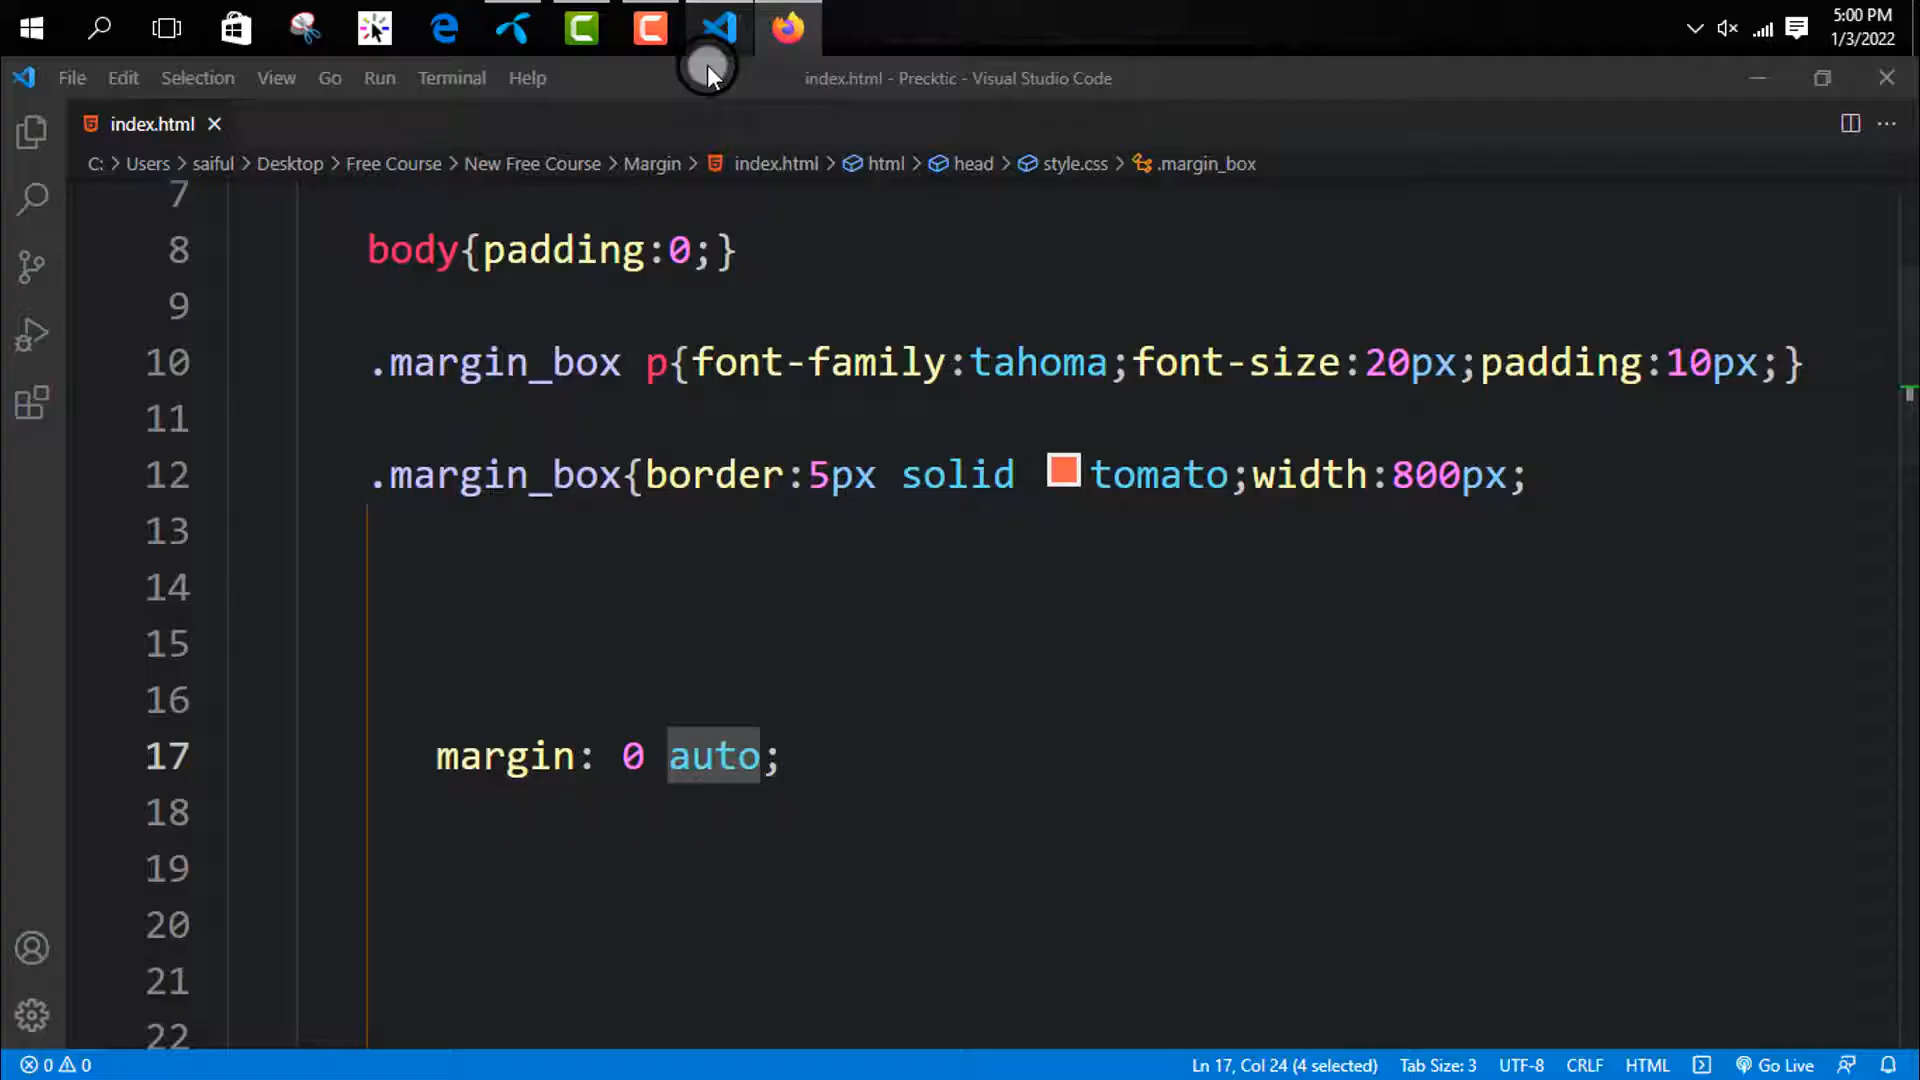 5:00 PM
1/3/2022
File Edit Selection View Go Run Terminal Help
index.html - Precktic - Visual Studio Code
index.html
C: > Users > saiful > Desktop > Free Course > New Free Course > Margin > index.html > html > head > style.css > .margin_box
7
8 body{padding:0;}
9
10 .margin_box p{font-family:tahoma;font-size:20px;padding:10px;}
11
12 .margin_box{border:5px solid tomato;width:800px;
13
14
15
16
17 margin: 0 auto;
18
19
20
21
22
0 0 Ln 17, Col 24 (4 selected) Tab Size: 3 UTF-8 CRLF HTML Go Live